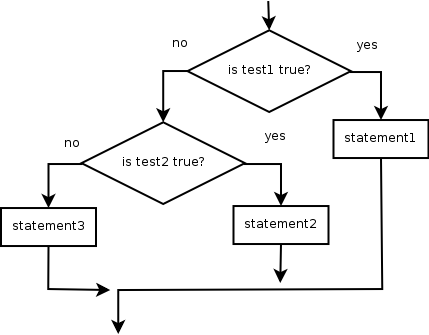 no
yes
is test1 true?
statement1
no
yes
is test2 true?
statement3
statement2